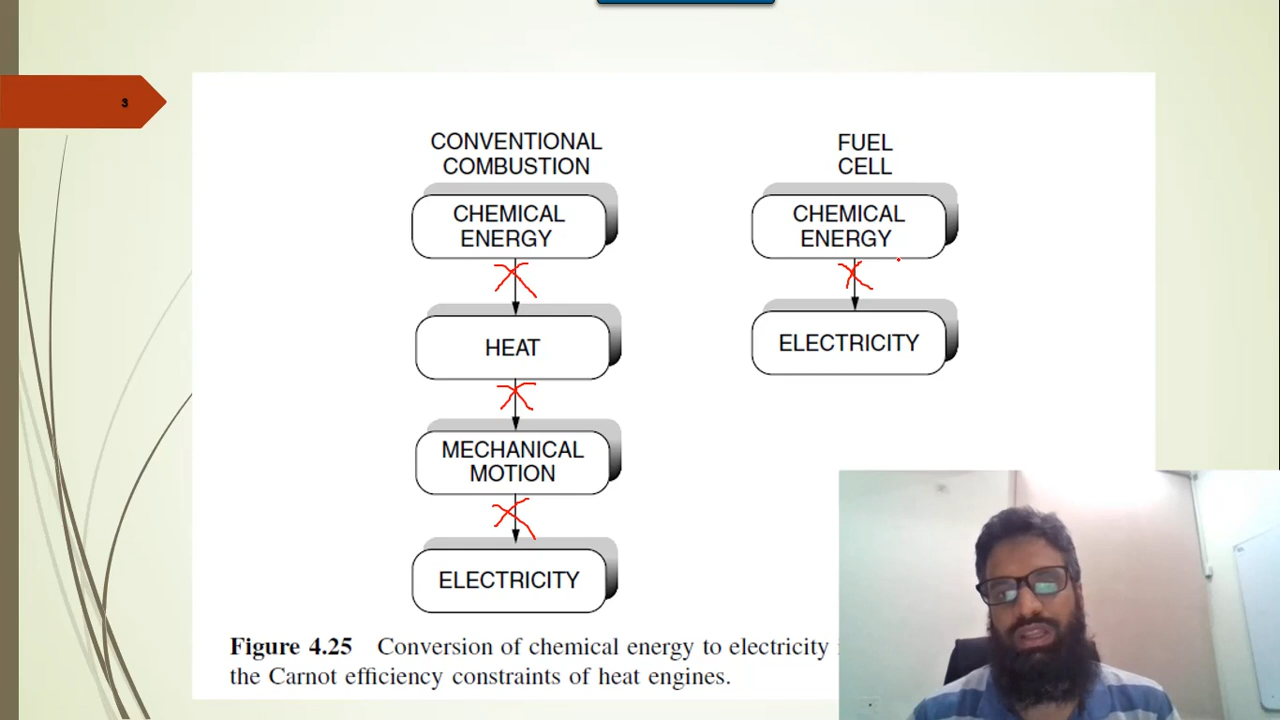 3
CONVENTIONAL
COMBUSTION
CHEMICAL
ENERGY
HEAT
MECHANICAL
MOTION
ELECTRICITY
FUEL
CELL
CHEMICAL
ENERGY
ELECTRICITY
Figure 4.25 Conversion of chemical energy to electricity
the Carnot efficiency constraints of heat engines.